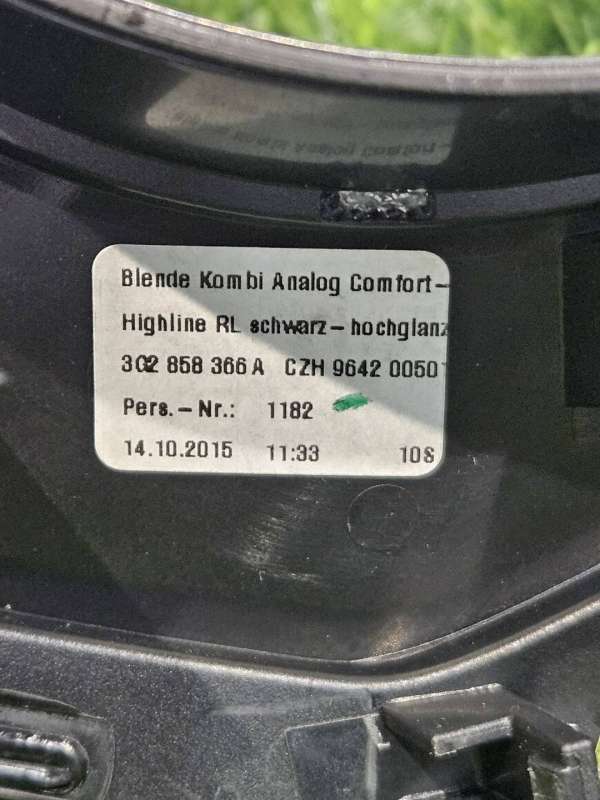 Blende Kombi Analog Comfort-
Highline RL schwarz-hochglanz
3G2 858 366 A CZH 9642 0050
Pers.-Nr.: 1182
14.10.2015 11:33 108